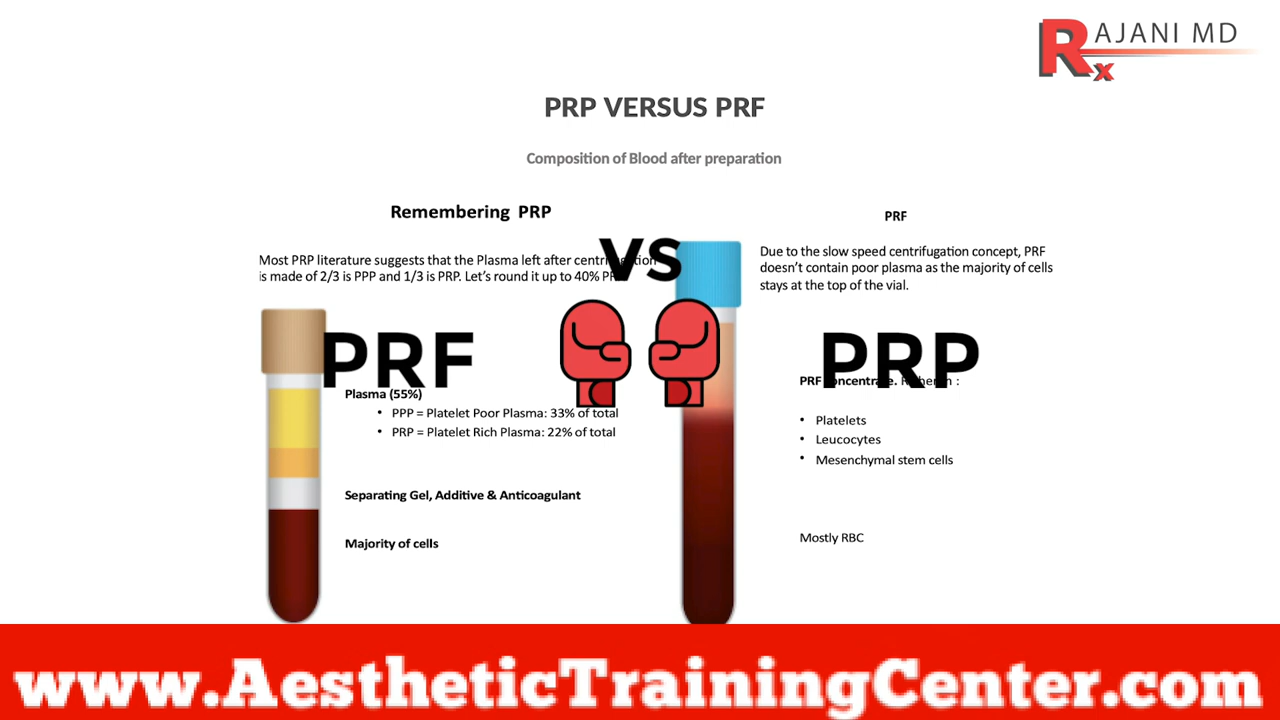 Rx AJANI MD
PRP VERSUS PRF
Composition of Blood after preparation
Remembering PRP
Most PRP literature suggests that the Plasma left after
is made of 2/3 is PPP and 1/3 is PRP. Let's round it up to 40%
PRF
Plasma (55%)
• PPP = Platelet Poor Plasma: 33% of total
• PRP = Platelet Rich Plasma: 22% of total
Separating Gel, Additive & Anticoagulant
Majority of cells
VS
PRF
Due to the slow speed centrifugation concept, PRF
doesn't contain poor plasma as the majority of cells
stays at the top of the vial.
PRP
PRF
• Platelets
• Leucocytes
• Mesenchymal stem cells
Mostly RBC
www.AestheticTrainingCenter.com